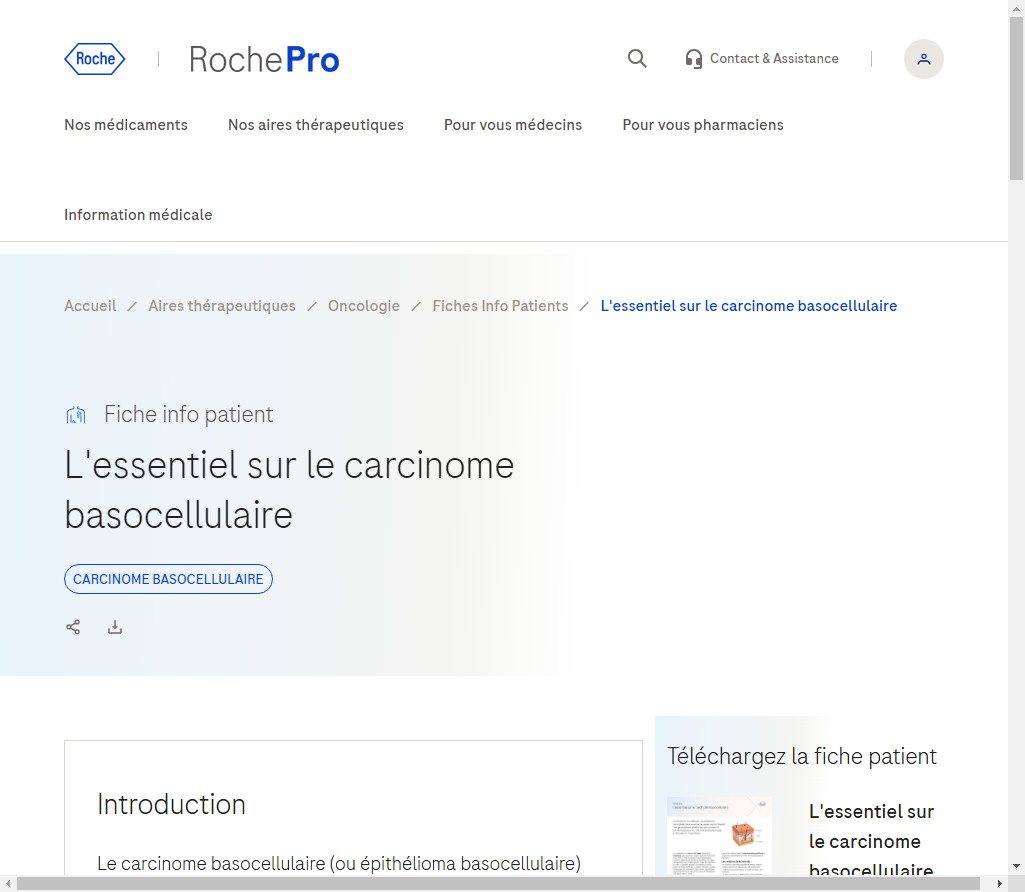 Roche
RochePro
Contact & Assistance
Nos médicaments
Nos aires thérapeutiques
Pour vous médecins
Pour vous pharmaciens
Information médicale
Accueil / Aires thérapeutiques / Oncologie / Fiches Info Patients / L'essentiel sur le carcinome basocellulaire
Fiche info patient
L'essentiel sur le carcinome
basocellulaire
CARCINOME BASOCELLULAIRE
Introduction
Le carcinome basocellulaire (ou épithélioma basocellulaire)
Téléchargez la fiche patient
L'essentiel sur
le carcinome
basocellulaire